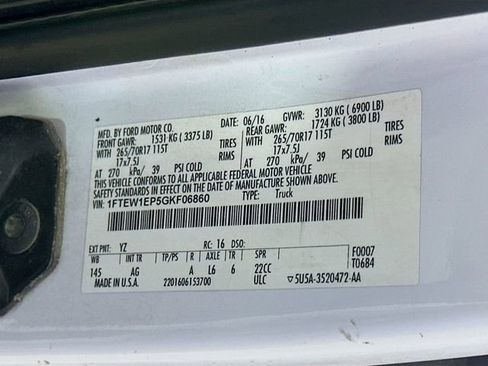 MFD. BY FORD MOTOR CO. DATE: 06/16 GVWR: 3130 KG ( 6900 LB)
FRONT GAWR: 1531 KG ( 3375 LB) REAR GAWR: 1724 KG ( 3800 LB)
WITH 265/70R17 115T TIRES WITH 265/70R17 115T TIRES
17x7.5J RIMS 17x7.5J RIMS
AT 270 kPa/ 39 PSI COLD AT 270 kPa/ 39 PSI COLD
THIS VEHICLE CONFORMS TO ALL APPLICABLE FEDERAL MOTOR VEHICLE
SAFETY STANDARDS IN EFFECT ON THE DATE OF MANUFACTURE SHOWN ABOVE.
VIN: 1FTEW1EP5GKF06860 TYPE: Truck
EXT PNT: YZ RC: 16 DSO: F0007
WB TP/PS R AXLE TR SPR T0684
145 AG A L6 6 22CC
MADE IN U.S.A. 2201606153700 ULC 5U5A-3520472-AA